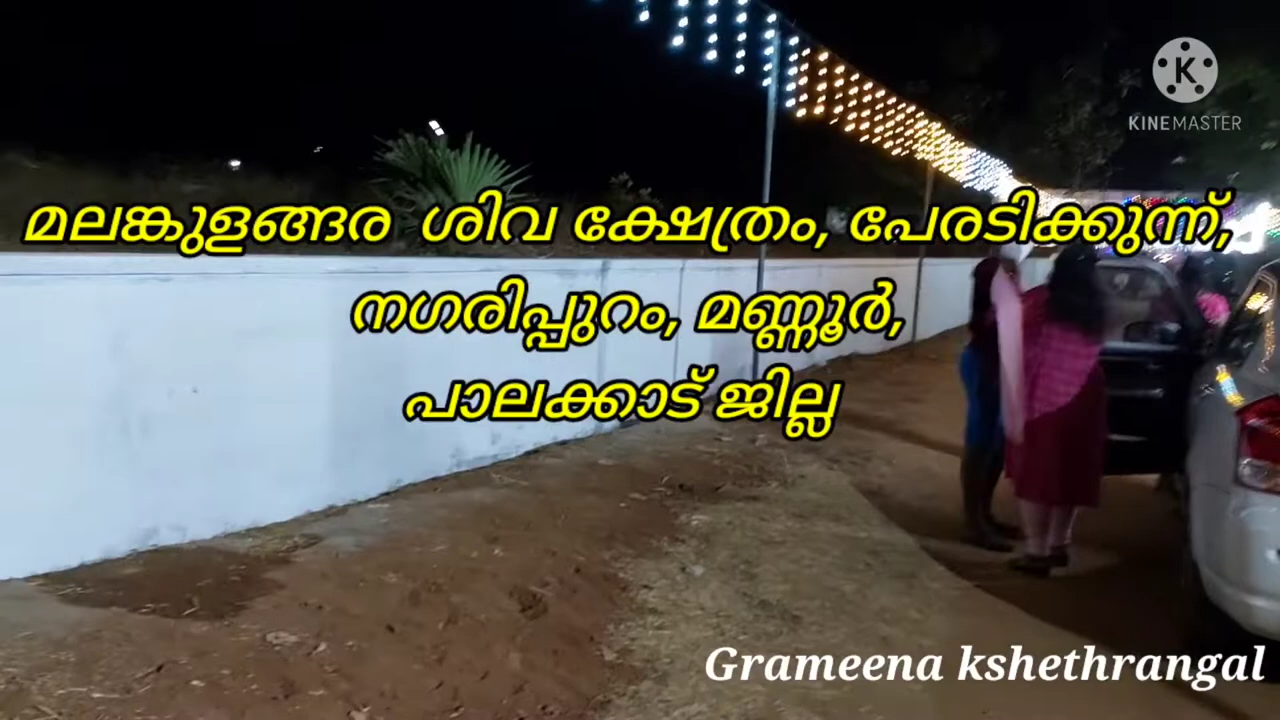 KINEMASTER
മലങ്കുളങ്ങര ശിവ ക്ഷേത്രം, പേരടിക്കുന്ന്,
നഗരിപ്പുറം, മണ്ണൂർ,
പാലക്കാട് ജില്ല
Grameena kshethrangal